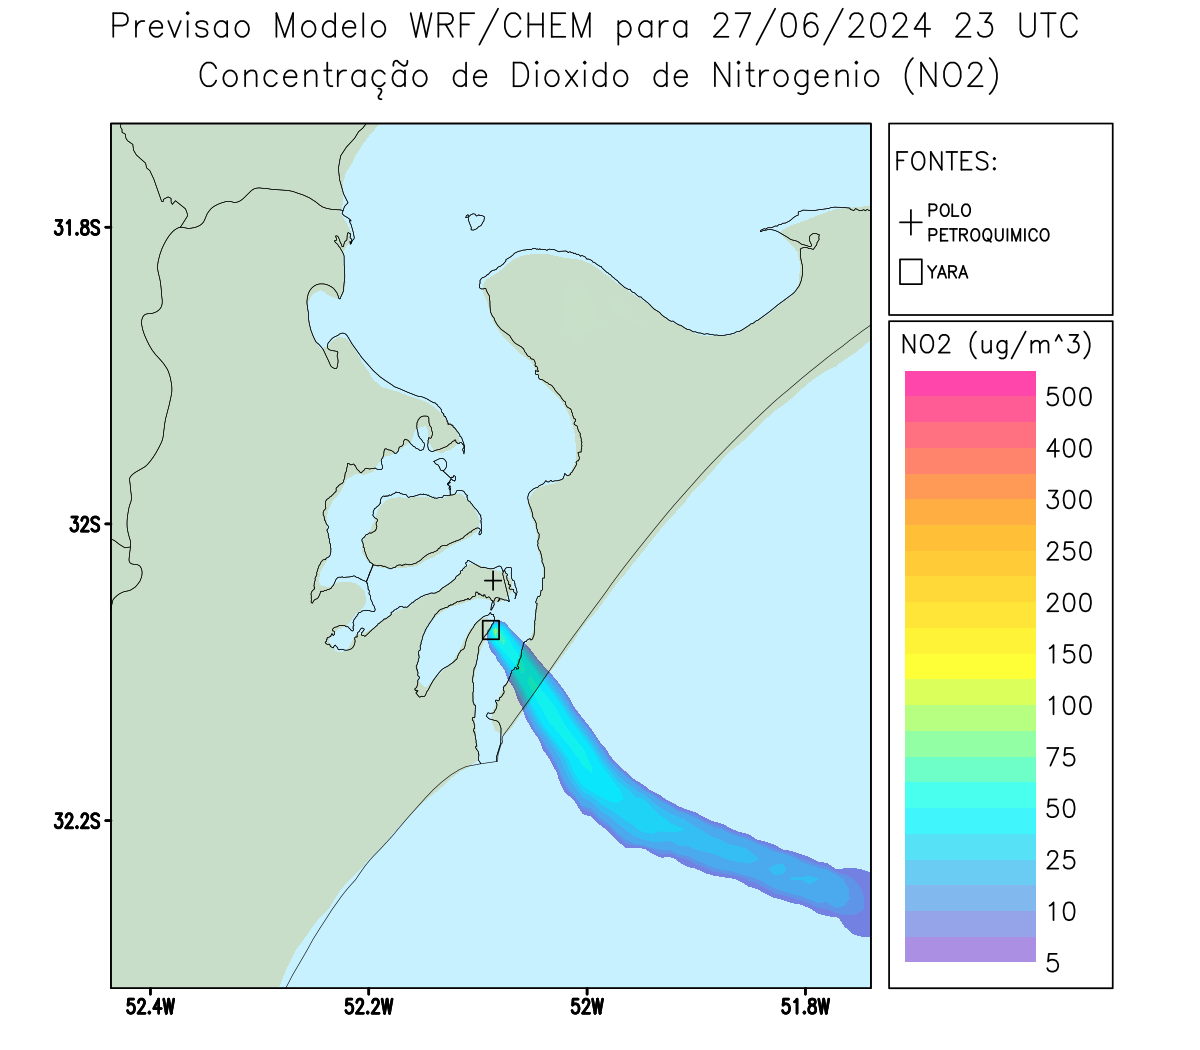 Previsao Modelo WRF/CHEM para 27/06/2024 23 UTC
Concentração de Dioxido de Nitrogenio (NO2)
FONTES:
POLO
PETROQUIMICO
YARA
31.8S
32S
32.2S
52.4W
52.2W
52W
51.8W
NO2 (ug/m^3)
500
400
300
250
200
150
100
75
50
25
10
5